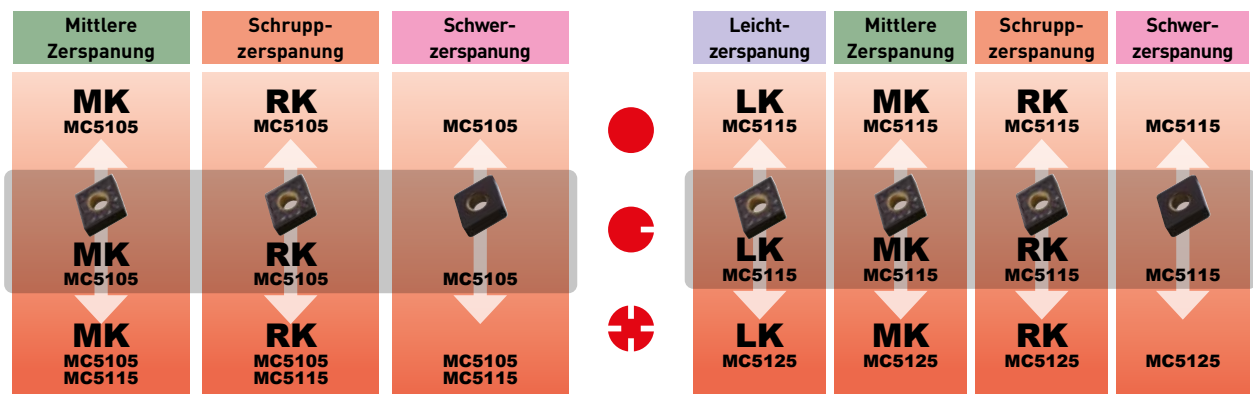 Mittlere
Zerspanung
Schrupp-
zerspanung
Schwer-
zerspanung
MK
MC5105
RK
MC5105
MC5105
MK
MC5105
RK
MC5105
MC5105
MK
MC5105
MC5115
RK
MC5105
MC5115
MC5105
MC5115
Leicht-
zerspanung
Mittlere
Zerspanung
Schrupp-
zerspanung
Schwer-
zerspanung
LK
MC5115
MK
MC5115
RK
MC5115
MC5115
LK
MC5115
MK
MC5115
RK
MC5115
MC5115
LK
MC5125
MK
MC5125
RK
MC5125
MC5125